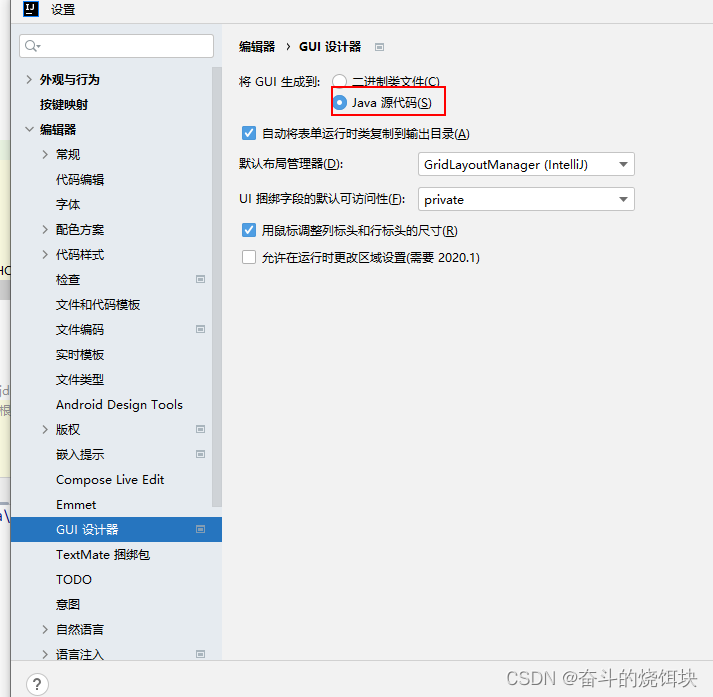 设置
编辑器 › GUI 设计器
将 GUI 生成到: 二进制类文件(C)
Java 源代码(S)
自动将表单运行时类复制到输出目录(A)
默认布局管理器(D): GridLayoutManager (IntelliJ)
UI 捆绑字段的默认可访问性(F): private
用鼠标调整列标头和行标头的尺寸(R)
允许在运行时更改区域设置(需要 2020.1)
外观与行为
按键映射
编辑器
常规
代码编辑
字体
配色方案
代码样式
检查
文件和代码模板
文件编码
实时模板
文件类型
Android Design Tools
版权
嵌入提示
Compose Live Edit
Emmet
GUI 设计器
TextMate 捆绑包
TODO
意图
自然语言
语言注入
?
CSDN @奋斗的烧饵块